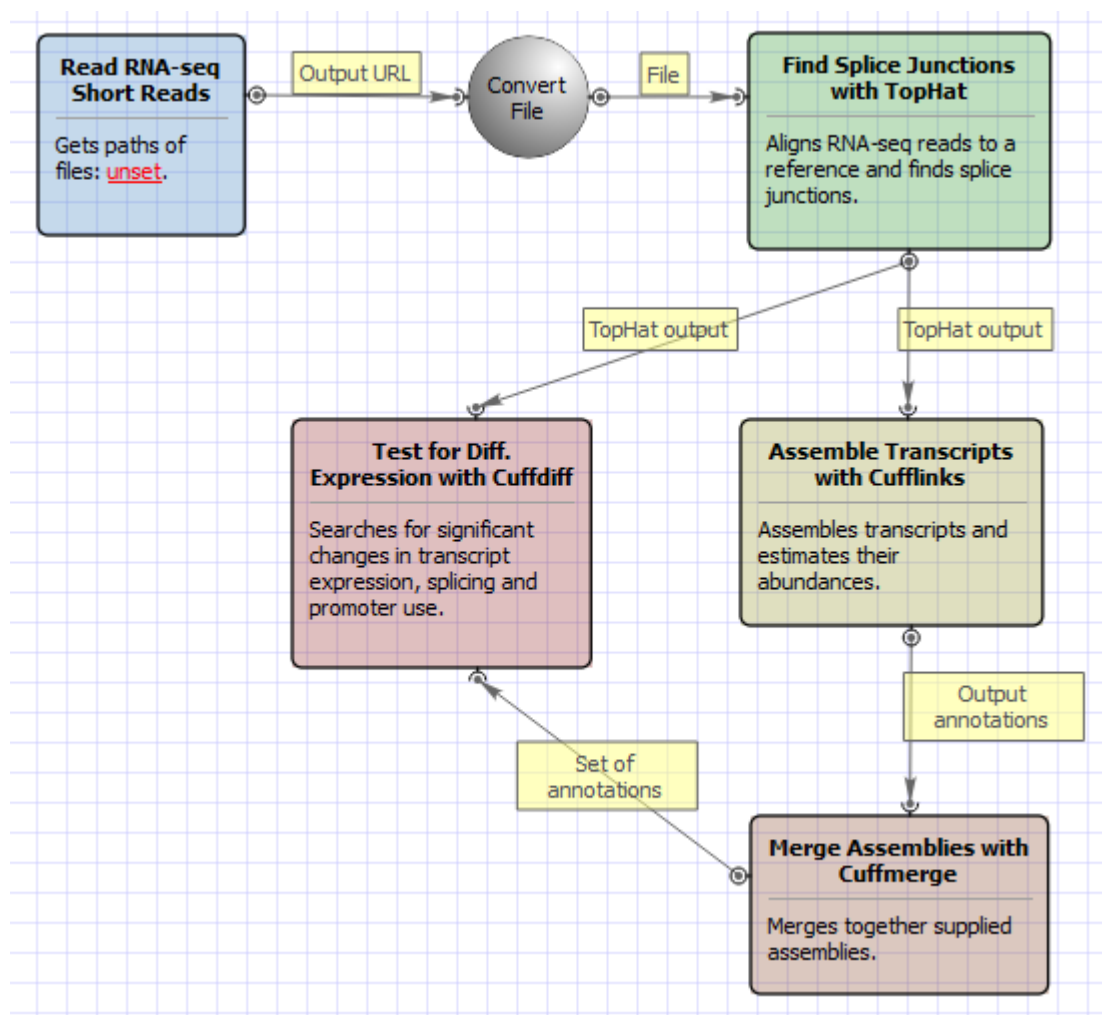 Read RNA-seq
Short Reads
Gets paths of
files: unset.
Output URL
Convert
File
File
Find Splice Junctions
with TopHat
Aligns RNA-seq reads to a
reference and finds splice
junctions.
TopHat output
TopHat output
Test for Diff.
Expression with Cuffdiff
Searches for significant
changes in transcript
expression, splicing and
promoter use.
Assemble Transcripts
with Cufflinks
Assembles transcripts and
estimates their
abundances.
Output
annotations
Set of
annotations
Merge Assemblies with
Cuffmerge
Merges together supplied
assemblies.